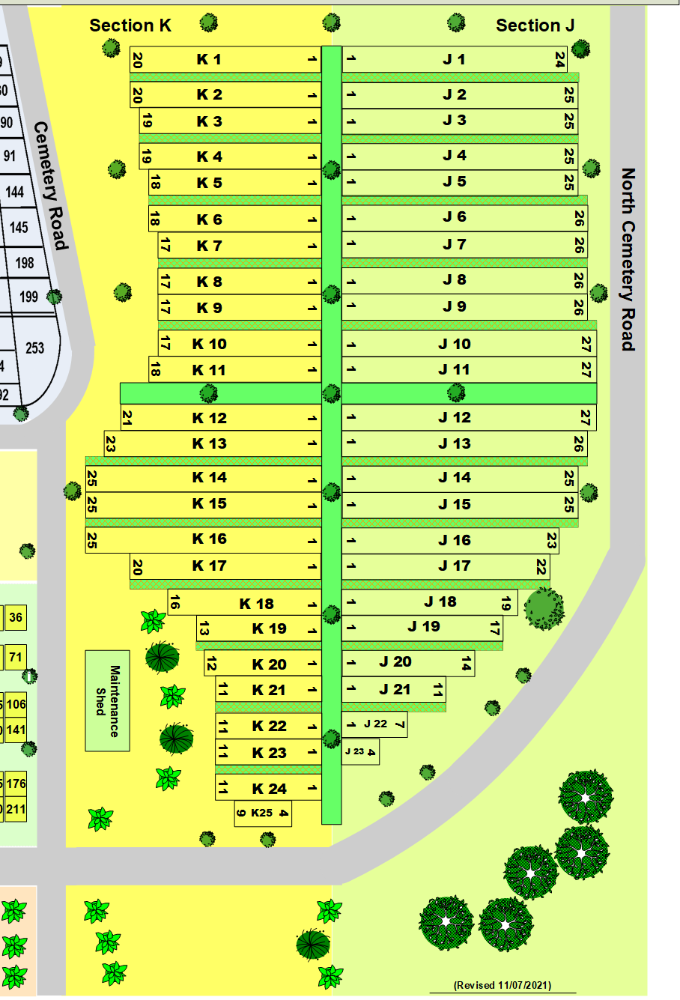 Section K
Section J
20 K 1 1
1 J 1 24
20 K 2 1
1 J 2 25
19 K 3 1
1 J 3 25
19 K 4 1
1 J 4 25
18 K 5 1
1 J 5 25
18 K 6 1
1 J 6 26
17 K 7 1
1 J 7 26
17 K 8 1
1 J 8 26
17 K 9 1
1 J 9 26
17 K 10 1
1 J 10 27
18 K 11 1
1 J 11 27
21 K 12 1
1 J 12 27
23 K 13 1
1 J 13 26
25 K 14 1
1 J 14 25
25 K 15 1
1 J 15 25
25 K 16 1
1 J 16 23
20 K 17 1
1 J 17 22
16 K 18 1
1 J 18 19
13 K 19 1
1 J 19 17
12 K 20 1
1 J 20 14
11 K 21 1
1 J 21 11
11 K 22 1
1 J 22 7
11 K 23 1
J 23 4
11 K 24 1
9 K25 4
Cemetery Road
North Cemetery Road
90
91
144
145
198
199
253
36
71
106
141
176
211
Maintenance
Shed
(Revised 11/07/2021)